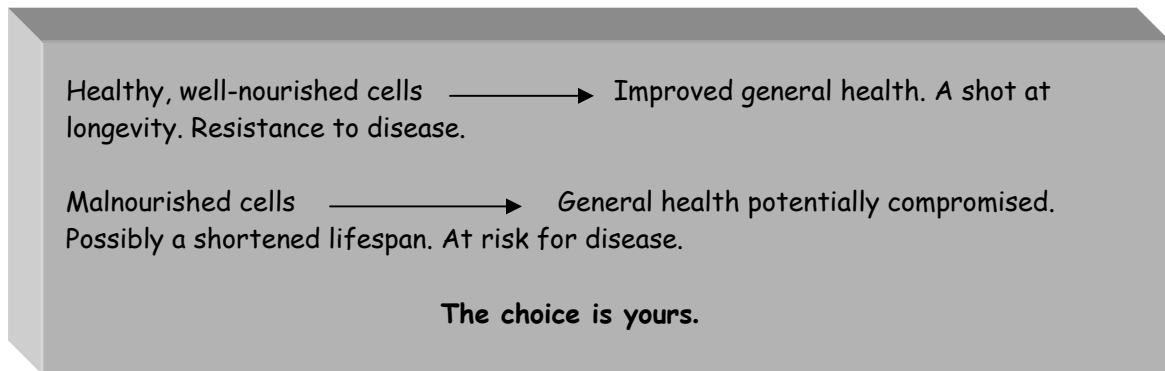 Healthy, well-nourished cells Improved general health. A shot at
longevity. Resistance to disease.
Malnourished cells General health potentially compromised.
Possibly a shortened lifespan. At risk for disease.
The choice is yours.